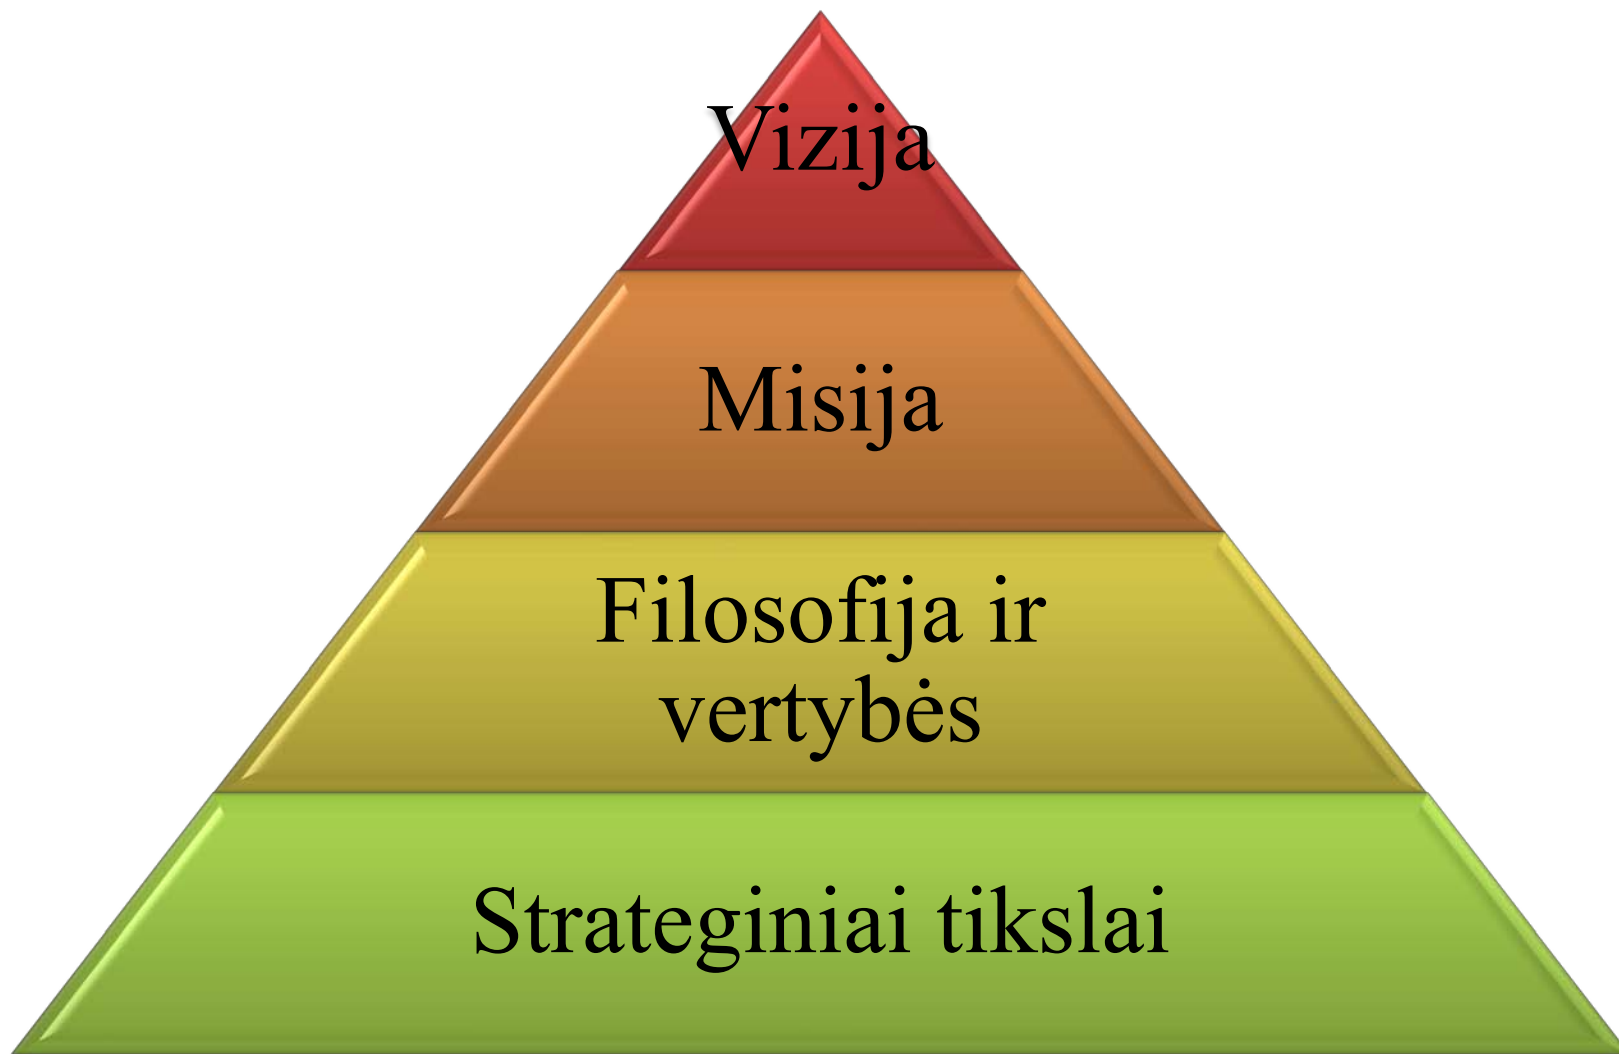 Vizija
Misija
Filosofija ir
vertybės
Strateginiai tikslai